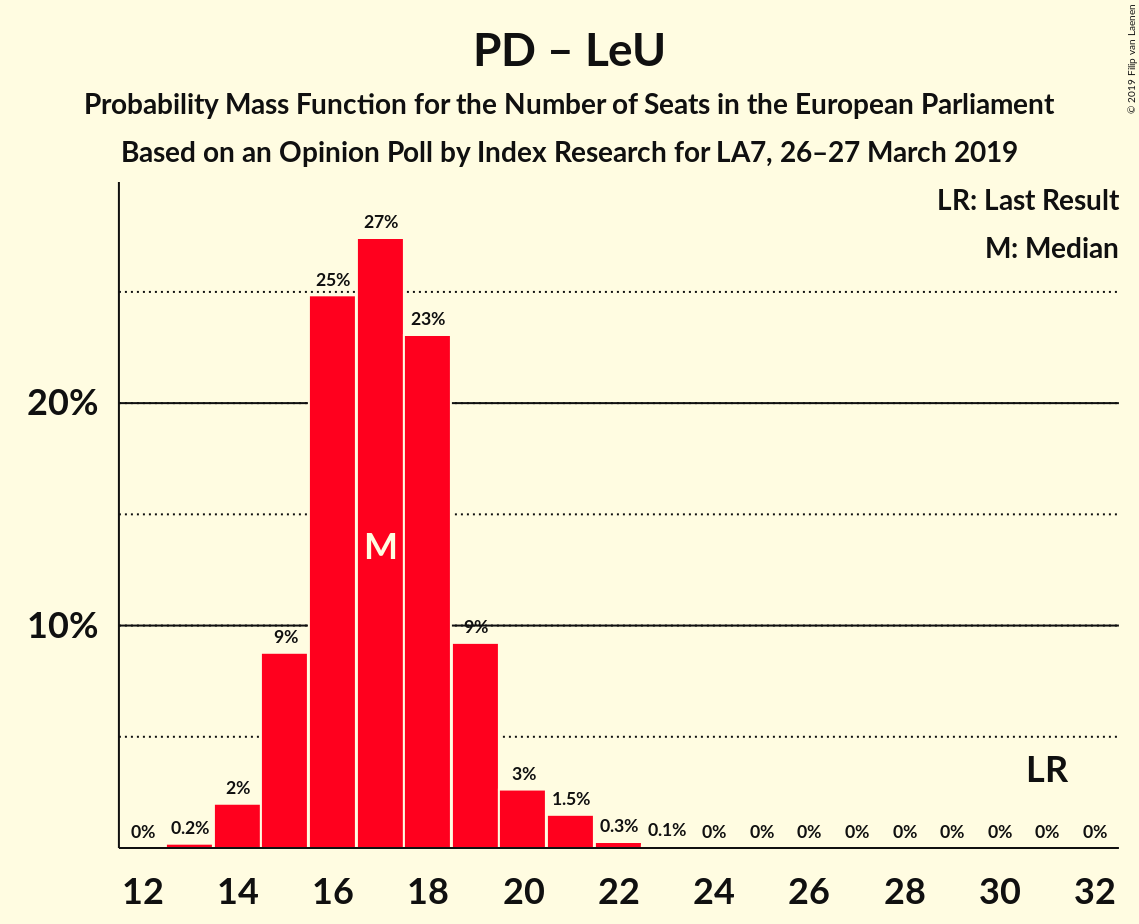 PD – LeU
Probability Mass Function for the Number of Seats in the European Parliament
Based on an Opinion Poll by Index Research for LA7, 26–27 March 2019
© 2019 Filip van Laenen
LR: Last Result
M: Median
27%
25%
23%
20%
M
10%
9%
9%
LR
2%
3%
1.5%
0% 0.2% 0.3% 0.1% 0% 0% 0% 0% 0% 0% 0% 0% 0%
12 14 16 18 20 22 24 26 28 30 32